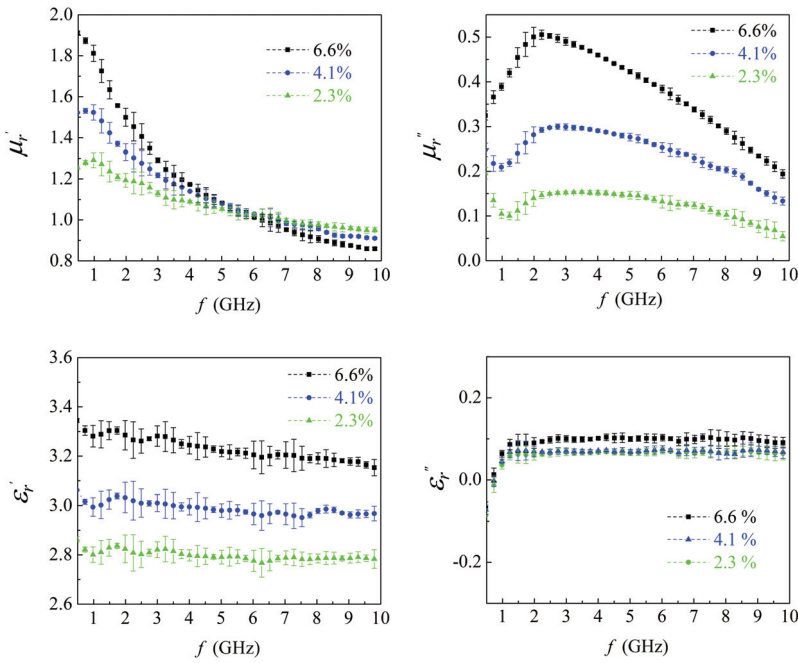 2.0
1.8
1.6
1.4
1.2
1.0
0.8
μr′
6.6%
4.1%
2.3%
1 2 3 4 5 6 7 8 9 10
f (GHz)
0.5
0.4
0.3
0.2
0.1
0.0
μr″
6.6%
4.1%
2.3%
1 2 3 4 5 6 7 8 9 10
f (GHz)
3.6
3.4
3.2
3.0
2.8
2.6
εr′
6.6%
4.1%
2.3%
1 2 3 4 5 6 7 8 9 10
f (GHz)
0.2
0.0
-0.2
εr″
6.6 %
4.1 %
2.3 %
1 2 3 4 5 6 7 8 9 10
f (GHz)